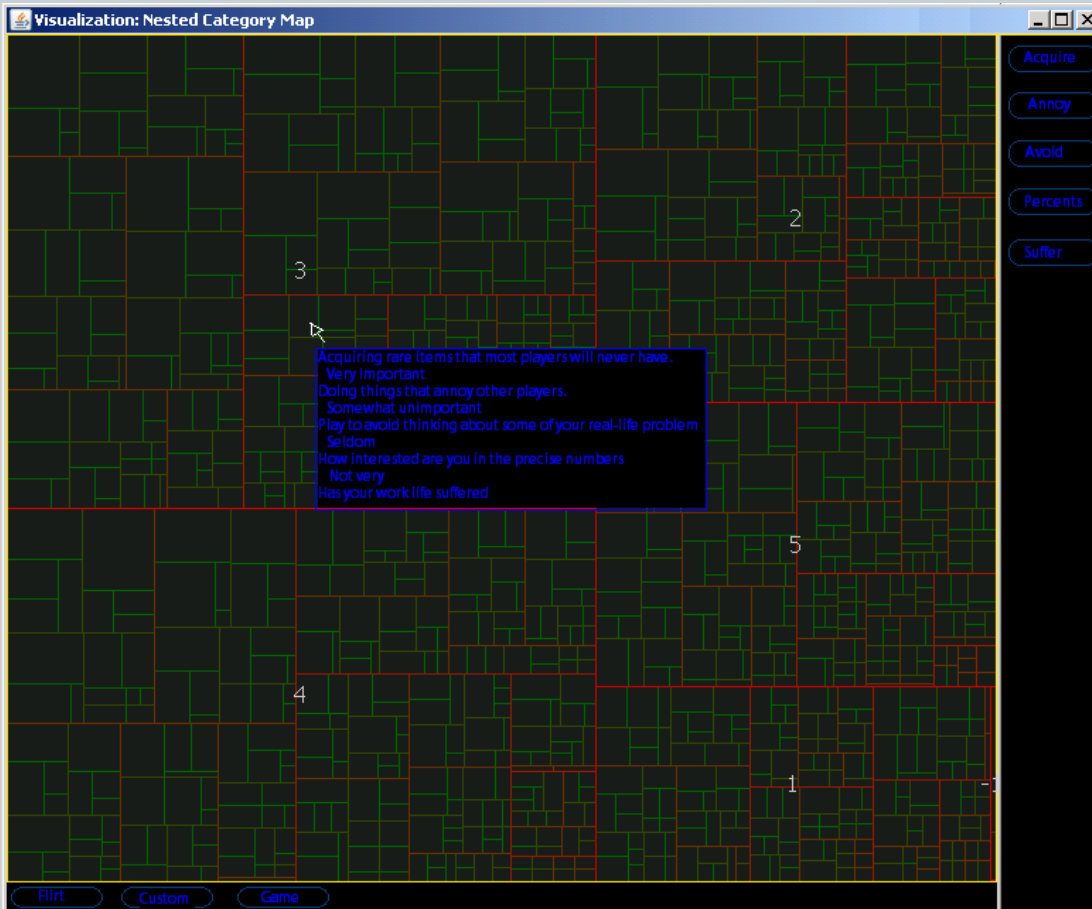 Visualization: Nested Category Map
Acquire
Annoy
Avoid
Percents
Suffer
2
3
Acquiring rare items that most players will never have.
Very important
Doing things that annoy other players.
Somewhat unimportant
Play to avoid thinking about some of your real-life problem
Seldom
How interested are you in the precise numbers
Not very
Has your work life suffered
5
4
1
-1
Flirt
Custom
Game